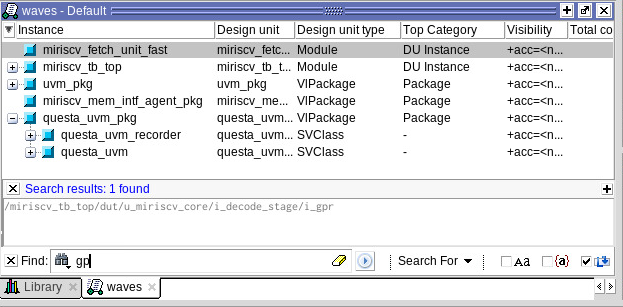 waves - Default
Instance Design unit Design unit type Top Category Visibility Total co
miriscv_fetch_unit_fast miriscv_fetc... Module DU Instance +acc=<n...
miriscv_tb_top miriscv_tb_t... Module DU Instance +acc=<n...
uvm_pkg uvm_pkg VIPackage Package +acc=<n...
miriscv_mem_intf_agent_pkg miriscv_me... VIPackage Package +acc=<n...
questa_uvm_pkg questa_uvm... VIPackage Package +acc=<n...
questa_uvm_recorder questa_uvm... SVClass - +acc=<n...
questa_uvm questa_uvm... SVClass - +acc=<n...
Search results: 1 found
/miriscv_tb_top/dut/u_miriscv_core/i_decode_stage/i_gpr
Find: gp Search For Aa {a}
Library waves